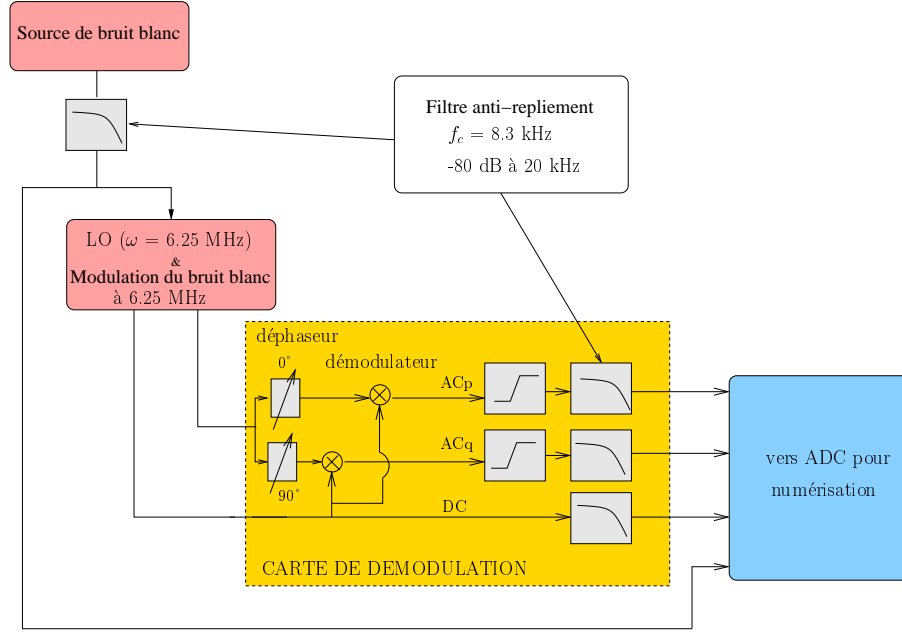 Source de bruit blanc
Filtre anti-repliement
f_c = 8.3 kHz
-80 dB à 20 kHz
LO (ω = 6.25 MHz)
&
Modulation du bruit blanc
à 6.25 MHz
déphaseur
0°
démodulateur
ACp
ACq
90°
DC
CARTE DE DEMODULATION
vers ADC pour
numérisation